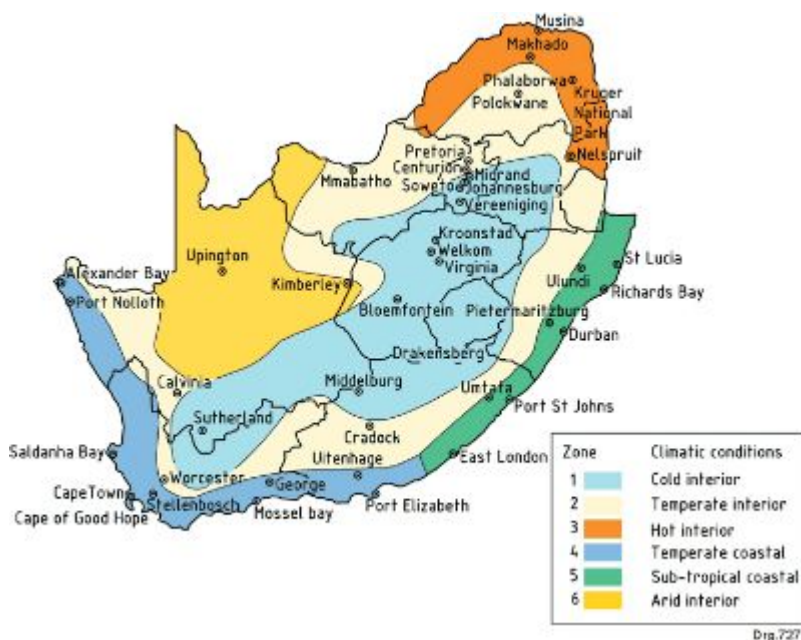 Musina
Makhado
Phalaborwa
Polokwane
Kruger
National
Park
Pretoria
Centurion
Soweto
Midrand
Johannesburg
Vereeniging
Nelspruit
Mmabatho
Kroonstad
Welkom
Virginia
Upington
Kimberley
Alexander Bay
Port Nolloth
Bloemfontein
Ulundi
St Lucia
Richards Bay
Pietermaritzburg
Durban
Drakensberg
Calvinia
Middelburg
Umtata
Port St Johns
Sutherland
Cradock
Saldanha Bay
Worcester
Uitenhage
East London
Cape Town
Stellenbosch
George
Cape of Good Hope
Mossel bay
Port Elizabeth
Zone Climatic conditions
1 Cold interior
2 Temperate interior
3 Hot interior
4 Temperate coastal
5 Sub-tropical coastal
6 Arid interior
Drg.727